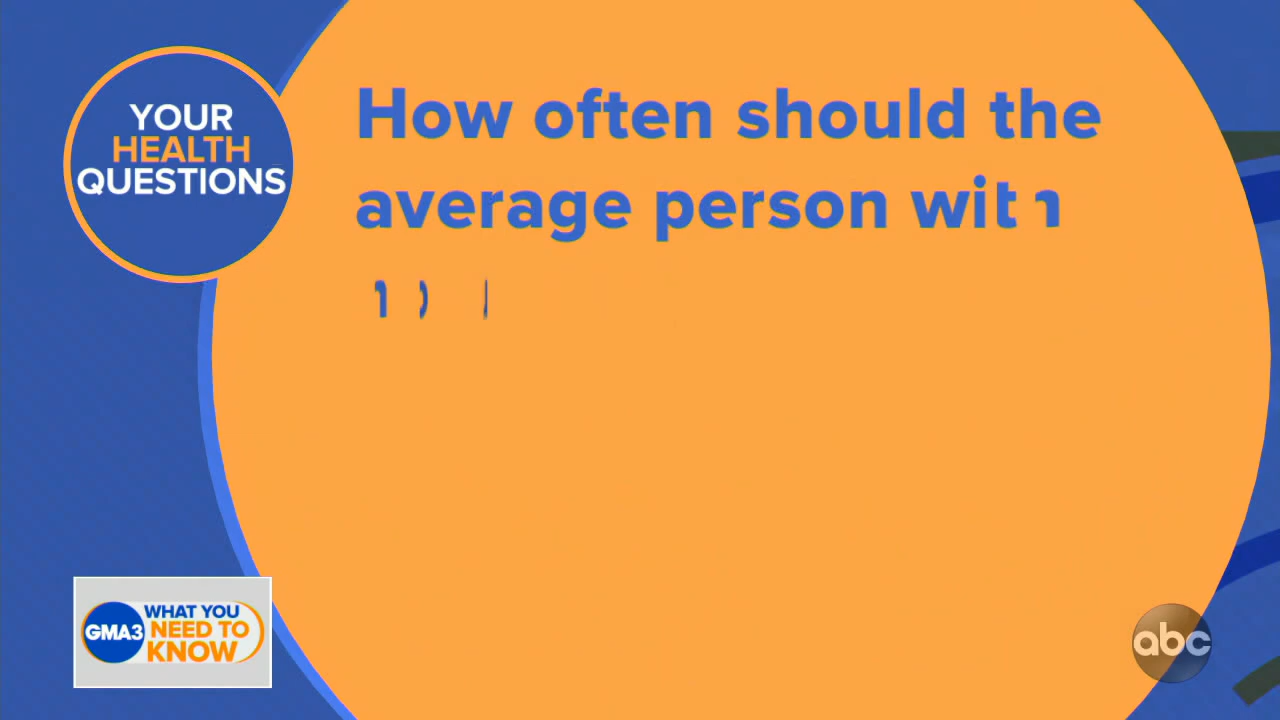 YOUR
HEALTH
QUESTIONS
How often should the
average person
GMA3
WHAT YOU
NEED TO
KNOW
abc